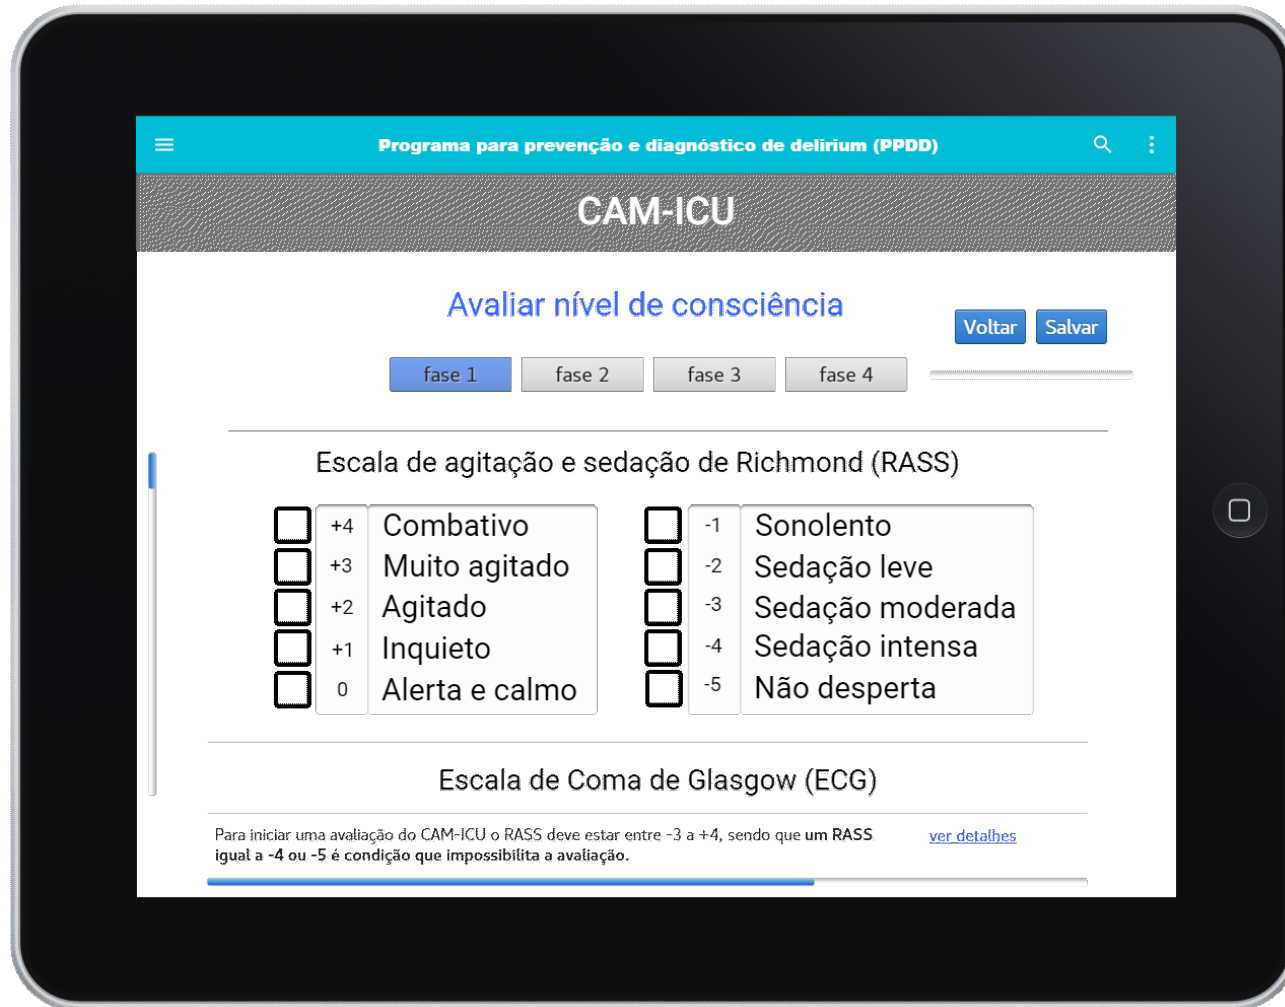 Programa para prevenção e diagnóstico de delirium (PPDD)
CAM-ICU
Avaliar nível de consciência
Voltar Salvar
fase 1 fase 2 fase 3 fase 4
Escala de agitação e sedação de Richmond (RASS)
+4 Combativo
+3 Muito agitado
+2 Agitado
+1 Inquieto
0 Alerta e calmo
-1 Sonolento
-2 Sedação leve
-3 Sedação moderada
-4 Sedação intensa
-5 Não desperta
Escala de Coma de Glasgow (ECG)
Para iniciar uma avaliação do CAM-ICU o RASS deve estar entre -3 a +4, sendo que um RASS
igual a -4 ou -5 é condição que impossibilita a avaliação.
ver detalhes